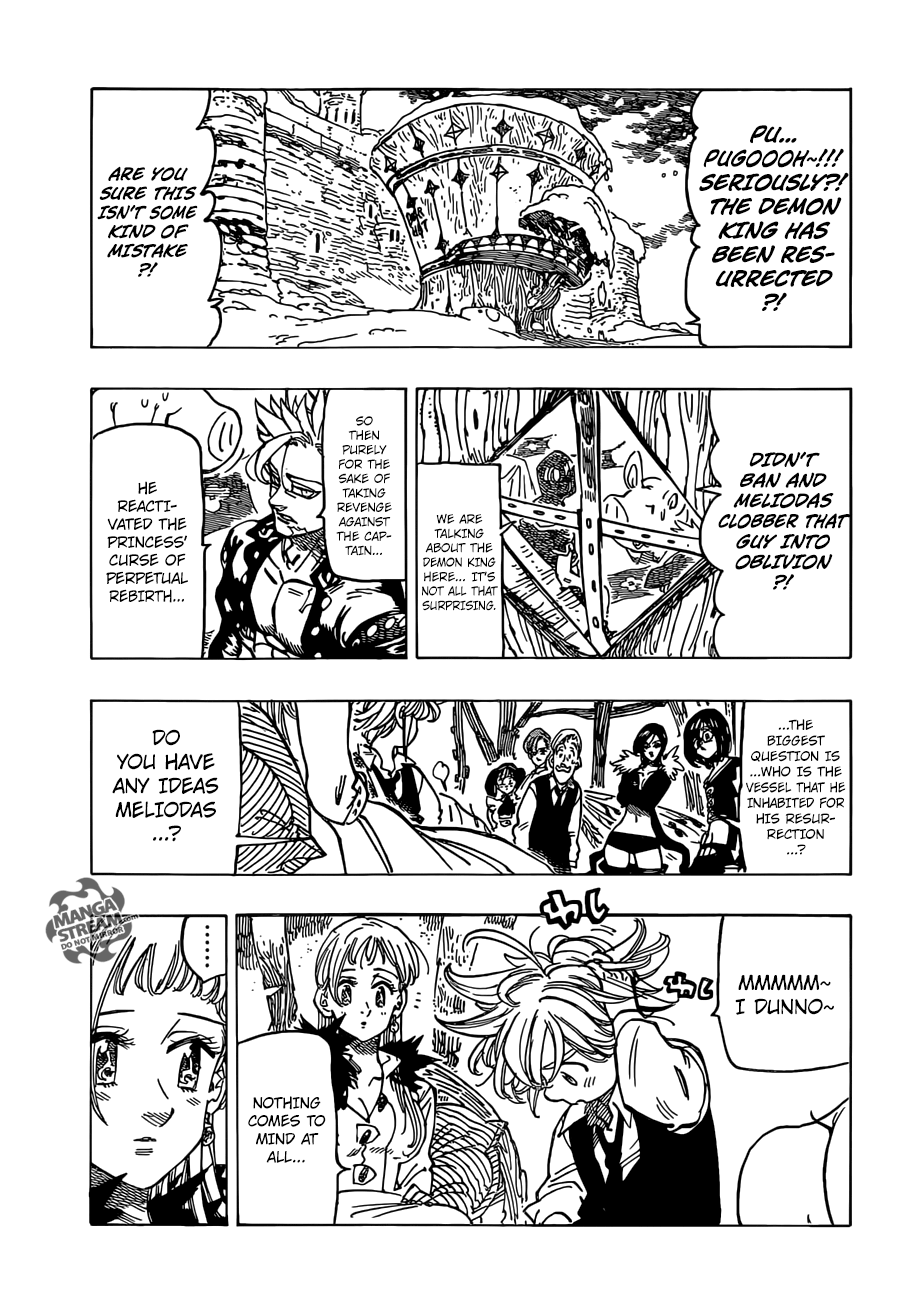 PU...
PUGOOOH~!!!
SERIOUSLY?!
THE DEMON
KING HAS
BEEN RES-
URRECTED
?!
ARE YOU
SURE THIS
ISN'T SOME
KIND OF
MISTAKE
?!
DIDN'T
BAN AND
MELIODAS
CLOBBER THAT
GUY INTO
OBLIVION
?!
WE ARE
TALKING
ABOUT THE
DEMON KING
HERE... IT'S
NOT ALL THAT
SURPRISING.
SO
THEN
PURELY
FOR THE
SAKE OF
TAKING
REVENGE
AGAINST
THE CAP-
TAIN...
HE
REACTI-
VATED THE
PRINCESS'
CURSE OF
PERPETUAL
REBIRTH...
...THE
BIGGEST
QUESTION IS
...WHO IS THE
VESSEL THAT HE
INHABITED FOR
HIS RESUR-
RECTION
...?
DO
YOU HAVE
ANY IDEAS
MELIODAS
...?
MMMMM~
I DUNNO~
NOTHING
COMES TO
MIND AT
ALL...
......
MANGA
STREAM.com
DO NOT MIRROR